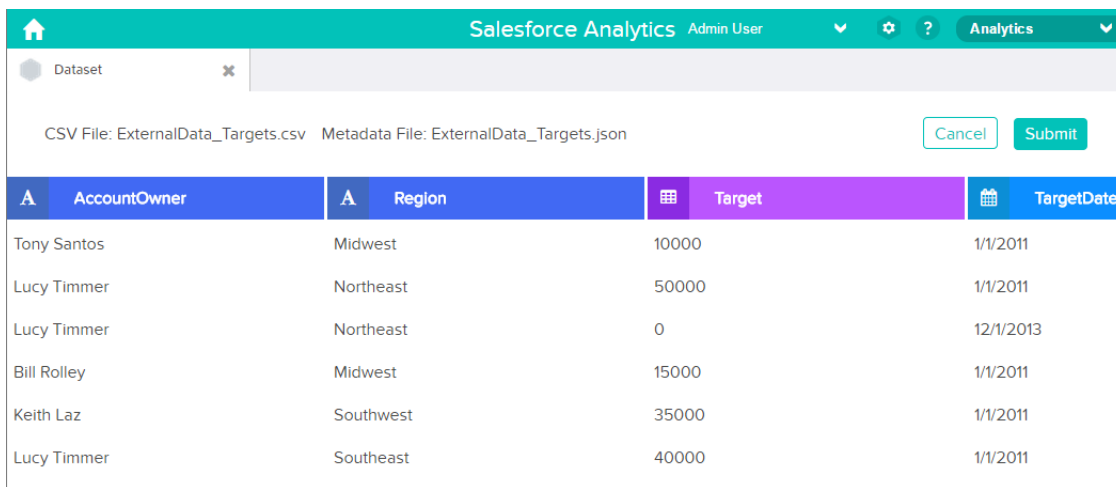 Salesforce Analytics Admin User ? Analytics
Dataset
CSV File: ExternalData_Targets.csv Metadata File: ExternalData_Targets.json Cancel Submit
A AccountOwner A Region Target TargetDate
Tony Santos Midwest 10000 1/1/2011
Lucy Timmer Northeast 50000 1/1/2011
Lucy Timmer Northeast 0 12/1/2013
Bill Rolley Midwest 15000 1/1/2011
Keith Laz Southwest 35000 1/1/2011
Lucy Timmer Southeast 40000 1/1/2011